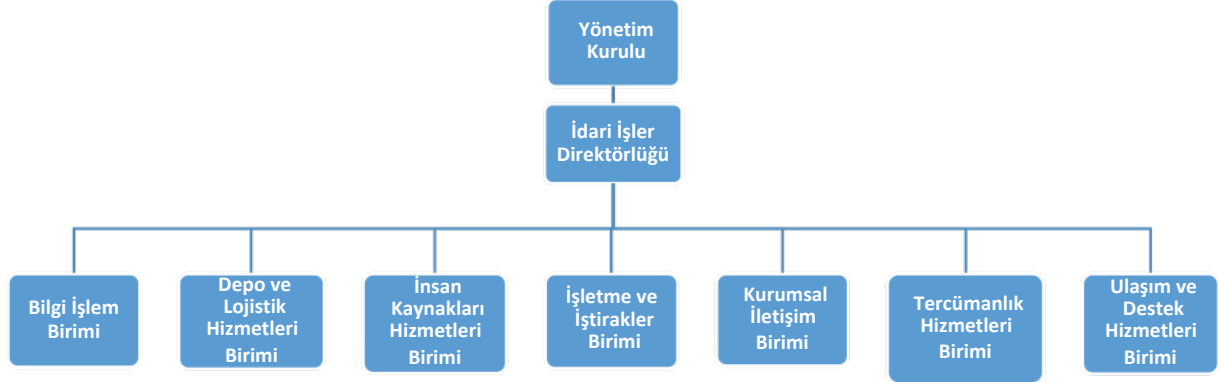 Yönetim
Kurulu
İdari İşler
Direktörlüğü
Bilgi İşlem
Birimi
Depo ve
Lojistik
Hizmetleri
Birimi
İnsan
Kaynakları
Hizmetleri
Birimi
İşletme ve
İştirakler
Birimi
Kurumsal
İletişim
Birimi
Tercümanlık
Hizmetleri
Birimi
Ulaşım ve
Destek
Hizmetleri
Birimi